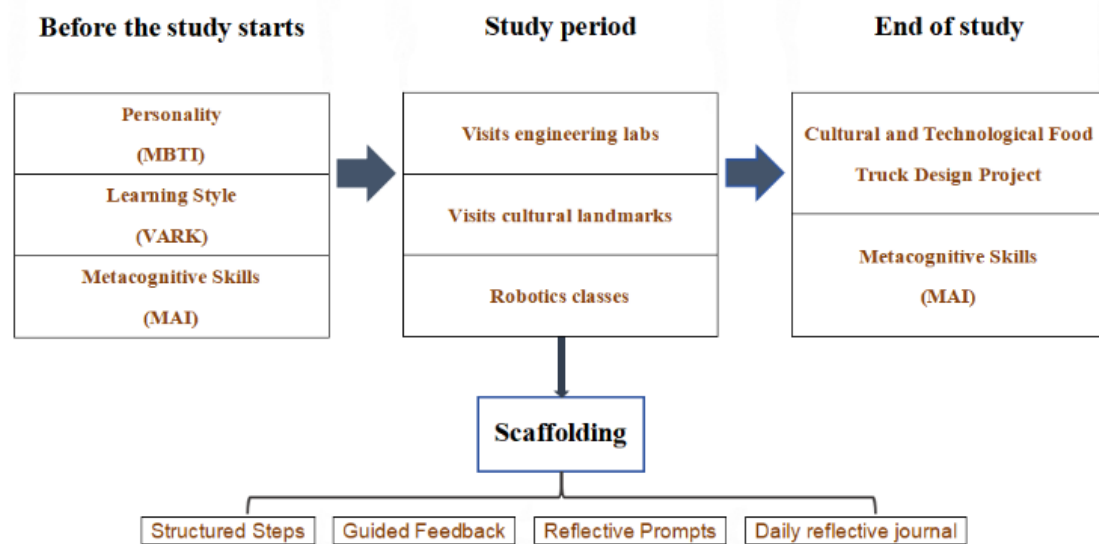 Before the study starts
Study period
End of study
Personality
(MBTI)
Learning Style
(VARK)
Metacognitive Skills
(MAI)
Visits engineering labs
Visits cultural landmarks
Robotics classes
Cultural and Technological Food
Truck Design Project
Metacognitive Skills
(MAI)
Scaffolding
Structured Steps
Guided Feedback
Reflective Prompts
Daily reflective journal